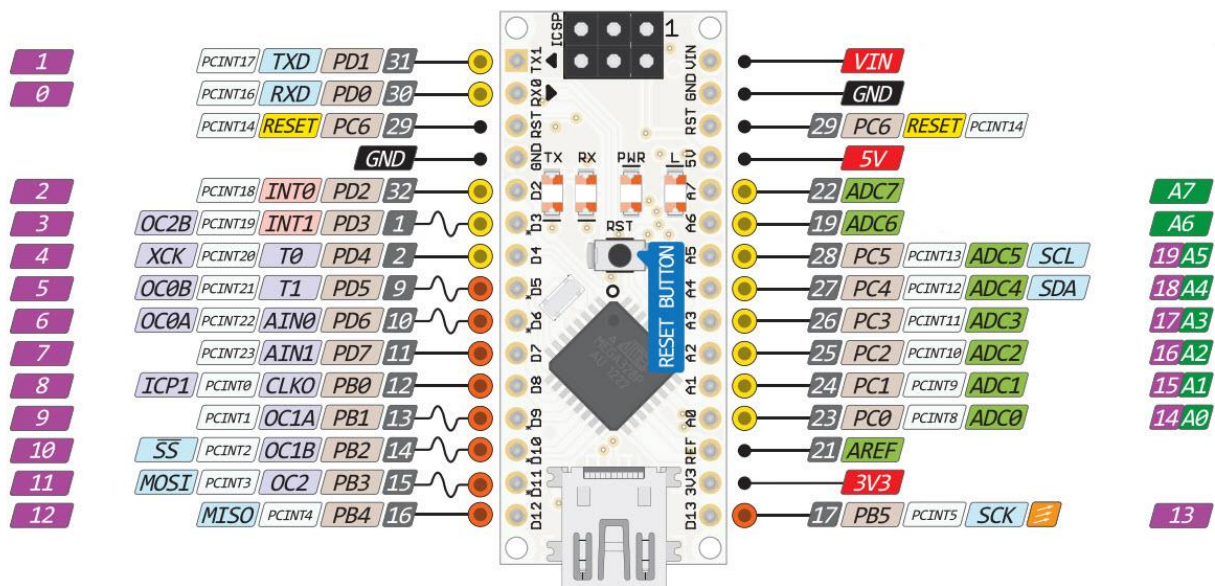 ICSP 1
1 PCINT17 TXD PD1 31 TX1 VIN VIN
0 PCINT16 RXD PD0 30 RX0 GND GND
PCINT14 RESET PC6 29 RST RST 29 PC6 RESET PCINT14
GND GND 5V 5V
TX RX PWR L
2 PCINT18 INT0 PD2 32 D2 A7 22 ADC7 A7
3 OC2B PCINT19 INT1 PD3 1 D3 A6 19 ADC6 A6
RST
4 XCK PCINT20 T0 PD4 2 D4 A5 28 PC5 PCINT13 ADC5 SCL 19 A5
5 OC0B PCINT21 T1 PD5 9 D5 A4 27 PC4 PCINT12 ADC4 SDA 18 A4
RESET BUTTON
6 OC0A PCINT22 AIN0 PD6 10 D6 A3 26 PC3 PCINT11 ADC3 17 A3
7 PCINT23 AIN1 PD7 11 D7 A2 25 PC2 PCINT10 ADC2 16 A2
8 ICP1 PCINT0 CLKO PB0 12 D8 A1 24 PC1 PCINT9 ADC1 15 A1
9 PCINT1 OC1A PB1 13 D9 A0 23 PC0 PCINT8 ADC0 14 A0
10 SS PCINT2 OC1B PB2 14 D10 REF 21 AREF
11 MOSI PCINT3 OC2 PB3 15 D11 3V3 3V3
12 MISO PCINT4 PB4 16 D12 D13 17 PB5 PCINT5 SCK 13